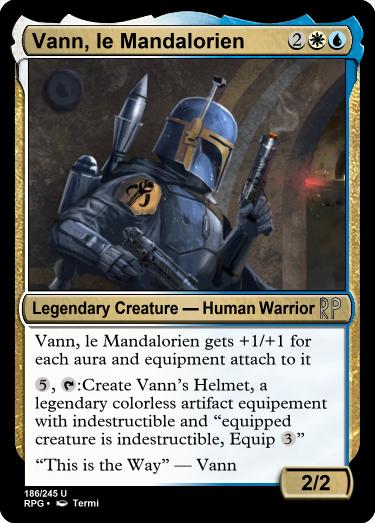 Vann, le Mandalorien 2
Legendary Creature — Human Warrior RP
Vann, le Mandalorien gets +1/+1 for
each aura and equipment attach to it
5, :Create Vann's Helmet, a
legendary colorless artifact equipement
with indestructible and “equipped
creature is indestructible, Equip 3”
“This is the Way” — Vann
2/2
186/245 U
RPG • Termi